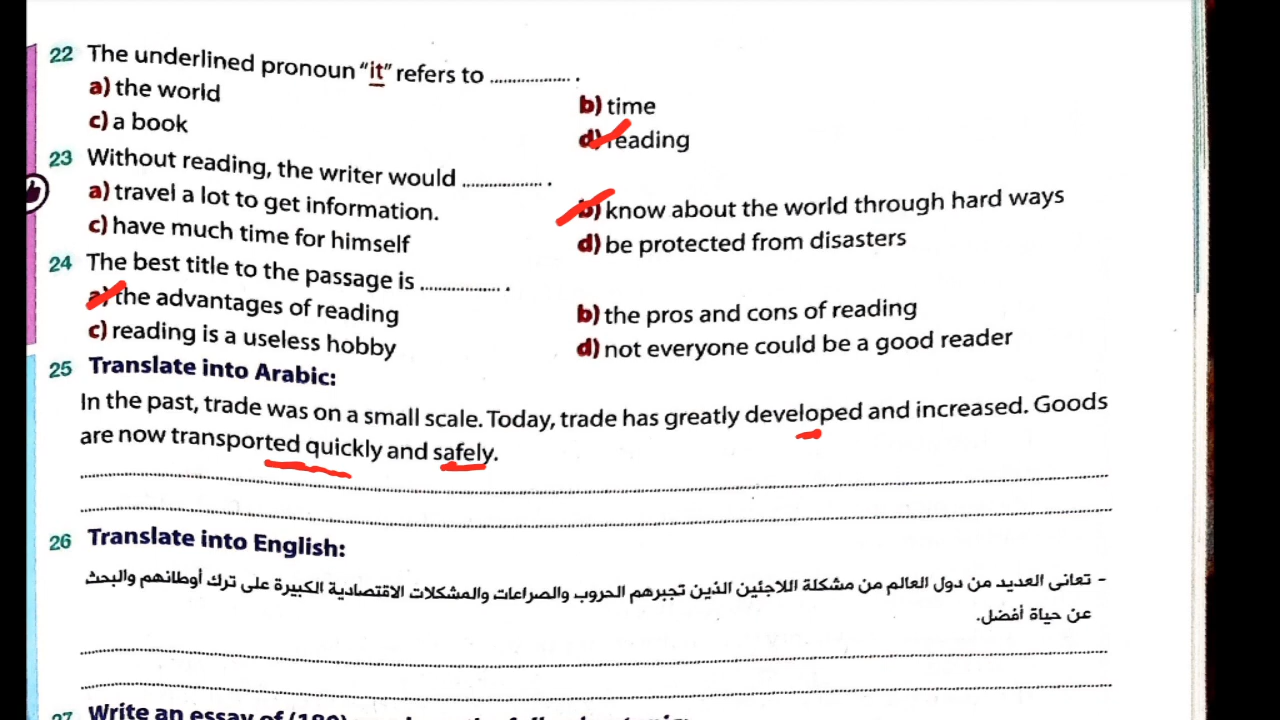 22 The underlined pronoun "it" refers to .................. .
a) the world
b) time
c) a book
d) reading
23 Without reading, the writer would .................. .
a) travel a lot to get information.
b) know about the world through hard ways
c) have much time for himself
d) be protected from disasters
24 The best title to the passage is .................. .
a) the advantages of reading
b) the pros and cons of reading
c) reading is a useless hobby
d) not everyone could be a good reader
25 Translate into Arabic:
In the past, trade was on a small scale. Today, trade has greatly developed and increased. Goods
are now transported quickly and safely.
26 Translate into English:
- تعانى العديد من دول العالم من مشكلة اللاجئين الذين تجبرهم الحروب والصراعات والمشكلات الاقتصادية الكبيرة على ترك أوطانهم والبحث
عن حياة أفضل.
27 Write an essay of (180)